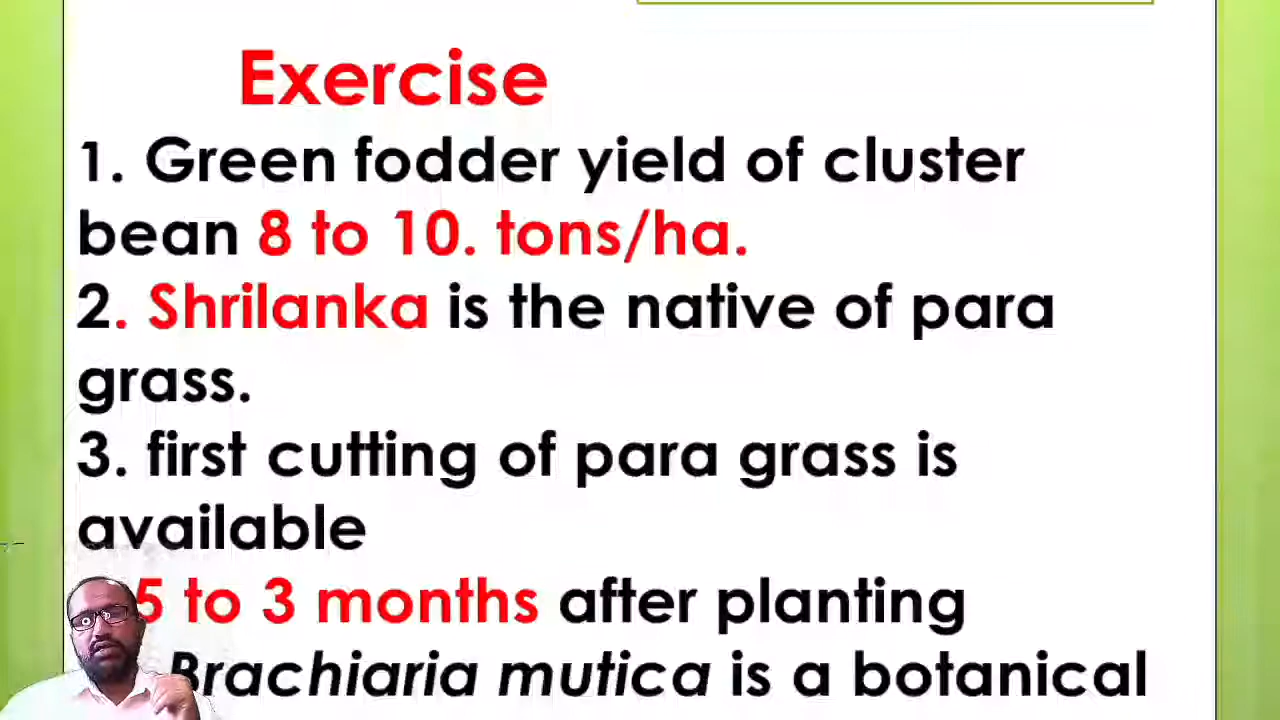 Exercise
1. Green fodder yield of cluster
bean 8 to 10. tons/ha.
2. Shrilanka is the native of para
grass.
3. first cutting of para grass is
available
5 to 3 months after planting
Brachiaria mutica is a botanical